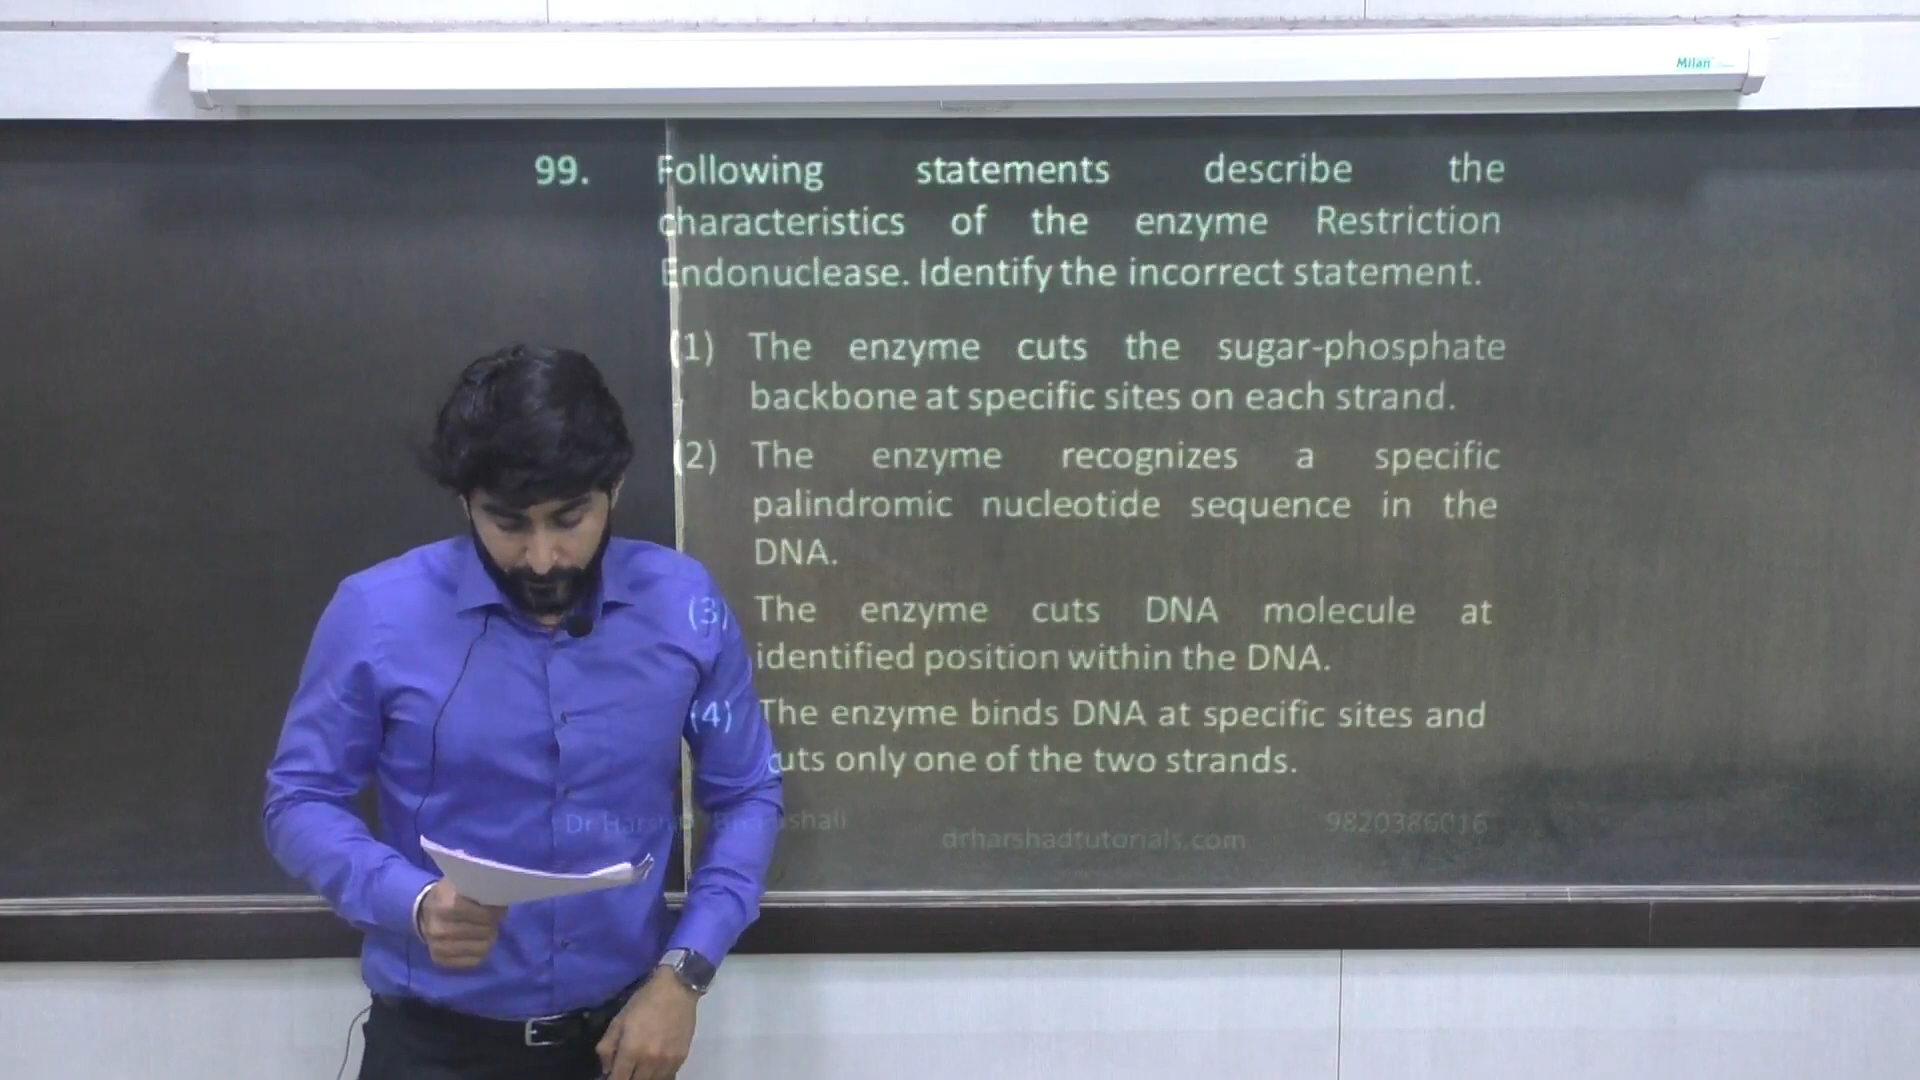 Milan
99. Following statements describe the
characteristics of the enzyme Restriction
Endonuclease. Identify the incorrect statement.
(1) The enzyme cuts the sugar-phosphate
backbone at specific sites on each strand.
(2) The enzyme recognizes a specific
palindromic nucleotide sequence in the
DNA.
(3) The enzyme cuts DNA molecule at
identified position within the DNA.
(4) The enzyme binds DNA at specific sites and
cuts only one of the two strands.
Dr Harshad
drharshadtutorials.com
9820386016